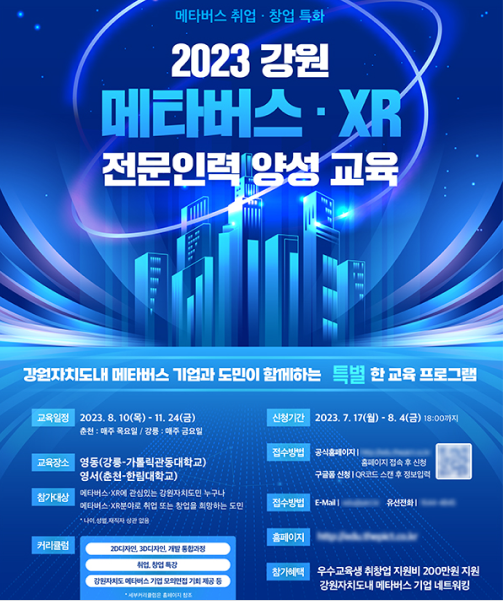 메타버스 취업 · 창업 특화
2023 강원
메타버스 · XR
전문인력 양성 교육
강원자치도내 메타버스 기업과 도민이 함께하는 특별한 교육 프로그램
교육일정 2023. 8. 10(목) - 11. 24(금)
춘천 : 매주 목요일 / 강릉 : 매주 금요일
교육장소 영동(강릉-가톨릭관동대학교)
영서(춘천-한림대학교)
참가대상 메타버스·XR에 관심있는 강원자치도민 누구나
메타버스·XR분야로 취업 또는 창업을 희망하는 도민
* 나이,성별,재직자 상관 없음
커리큘럼 2D디자인, 3D디자인, 개발 통합과정
취업, 창업 특강
강원자치도 메타버스 기업 모의면접 기회 제공 등
* 세부커리큘럼은 홈페이지 참조
신청기간 2023. 7. 17(월) - 8. 4(금) 18:00까지
접수방법 공식홈페이지 |
홈페이지 접속 후 신청
구글폼 신청 | QR코드 스캔 후 정보입력
접수방법 E-Mail | 유선전화 |
홈페이지
참가혜택 우수교육생 취창업 지원비 200만원 지원
강원자치도내 메타버스 기업 네트워킹